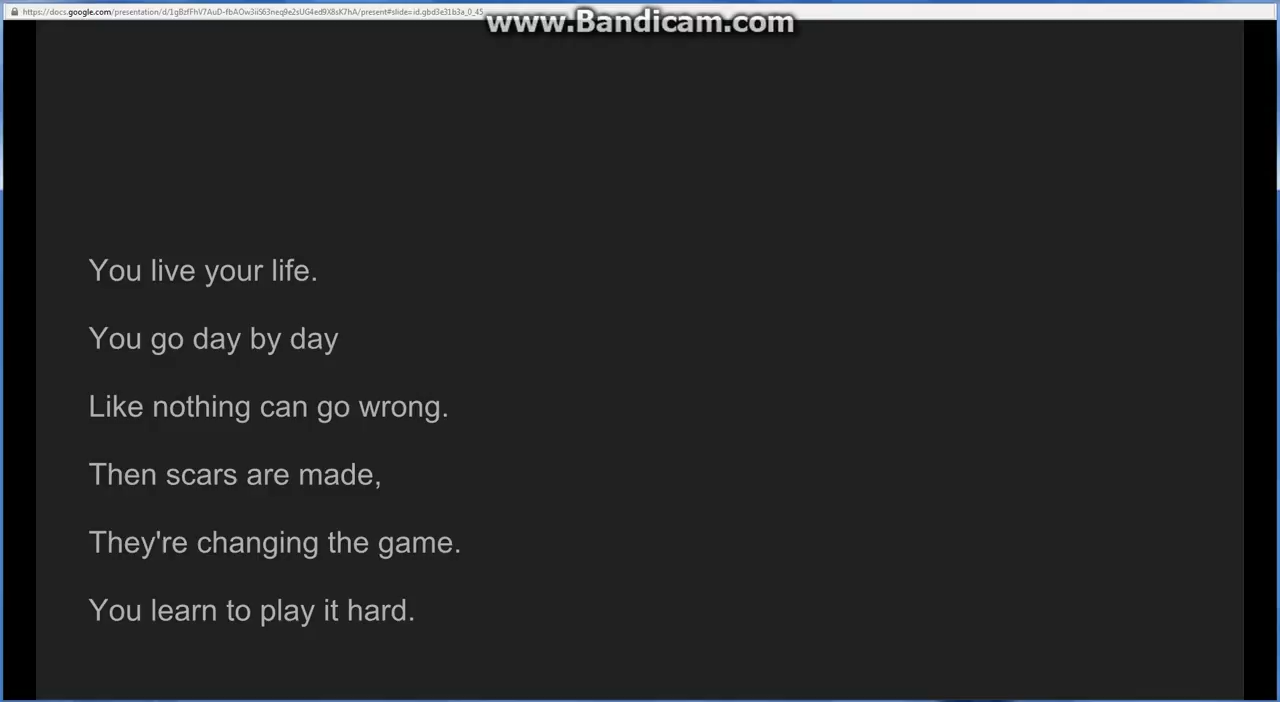 www.Bandicam.com
You live your life.
You go day by day
Like nothing can go wrong.
Then scars are made,
They're changing the game.
You learn to play it hard.